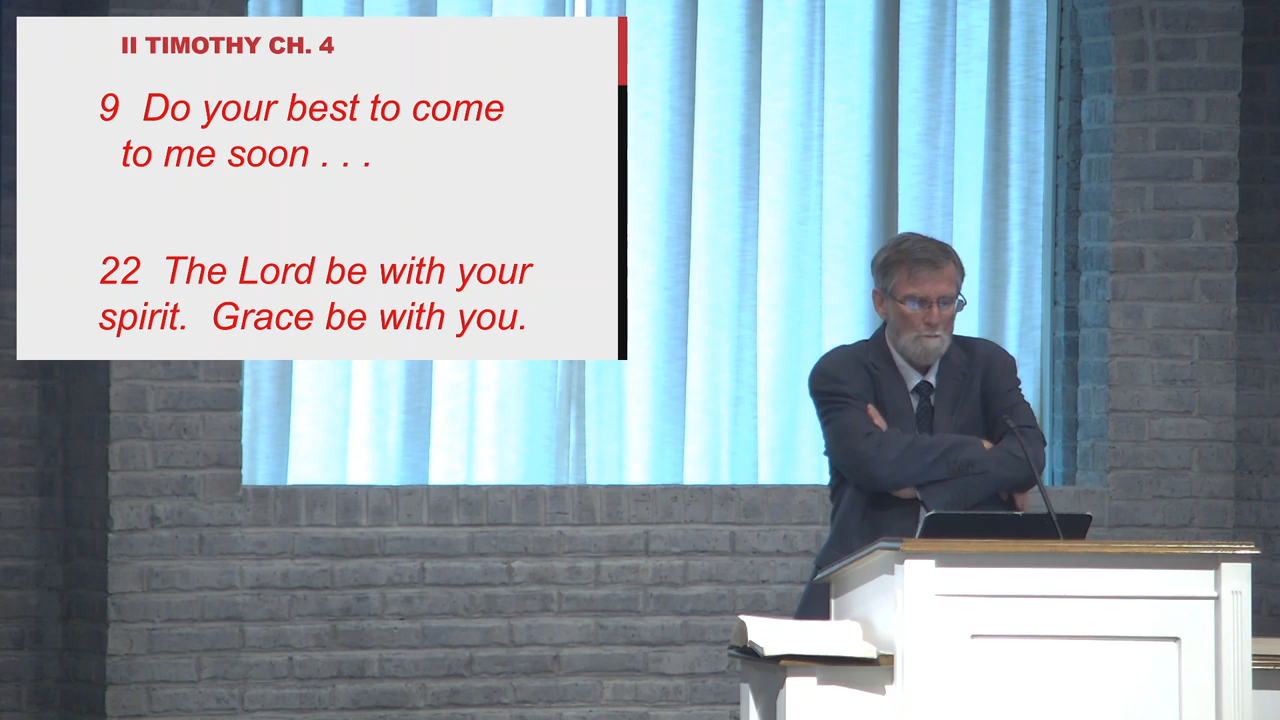 II TIMOTHY CH. 4
9 Do your best to come
to me soon . . .
22 The Lord be with your
spirit. Grace be with you.